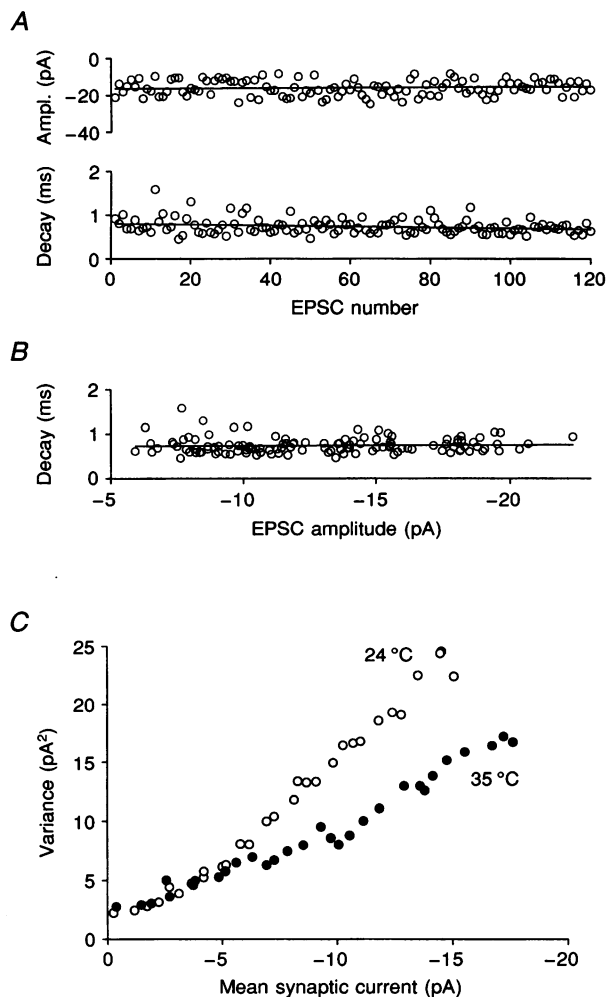 A
0
−20
−40
Ampl. (pA)
2
1
0
Decay (ms)
0 20 40 60 80 100 120
EPSC number
B
2
1
0
Decay (ms)
−5 −10 −15 −20
EPSC amplitude (pA)
C
25
20
15
10
5
0
Variance (pA²)
24 °C
35 °C
0 −5 −10 −15 −20
Mean synaptic current (pA)